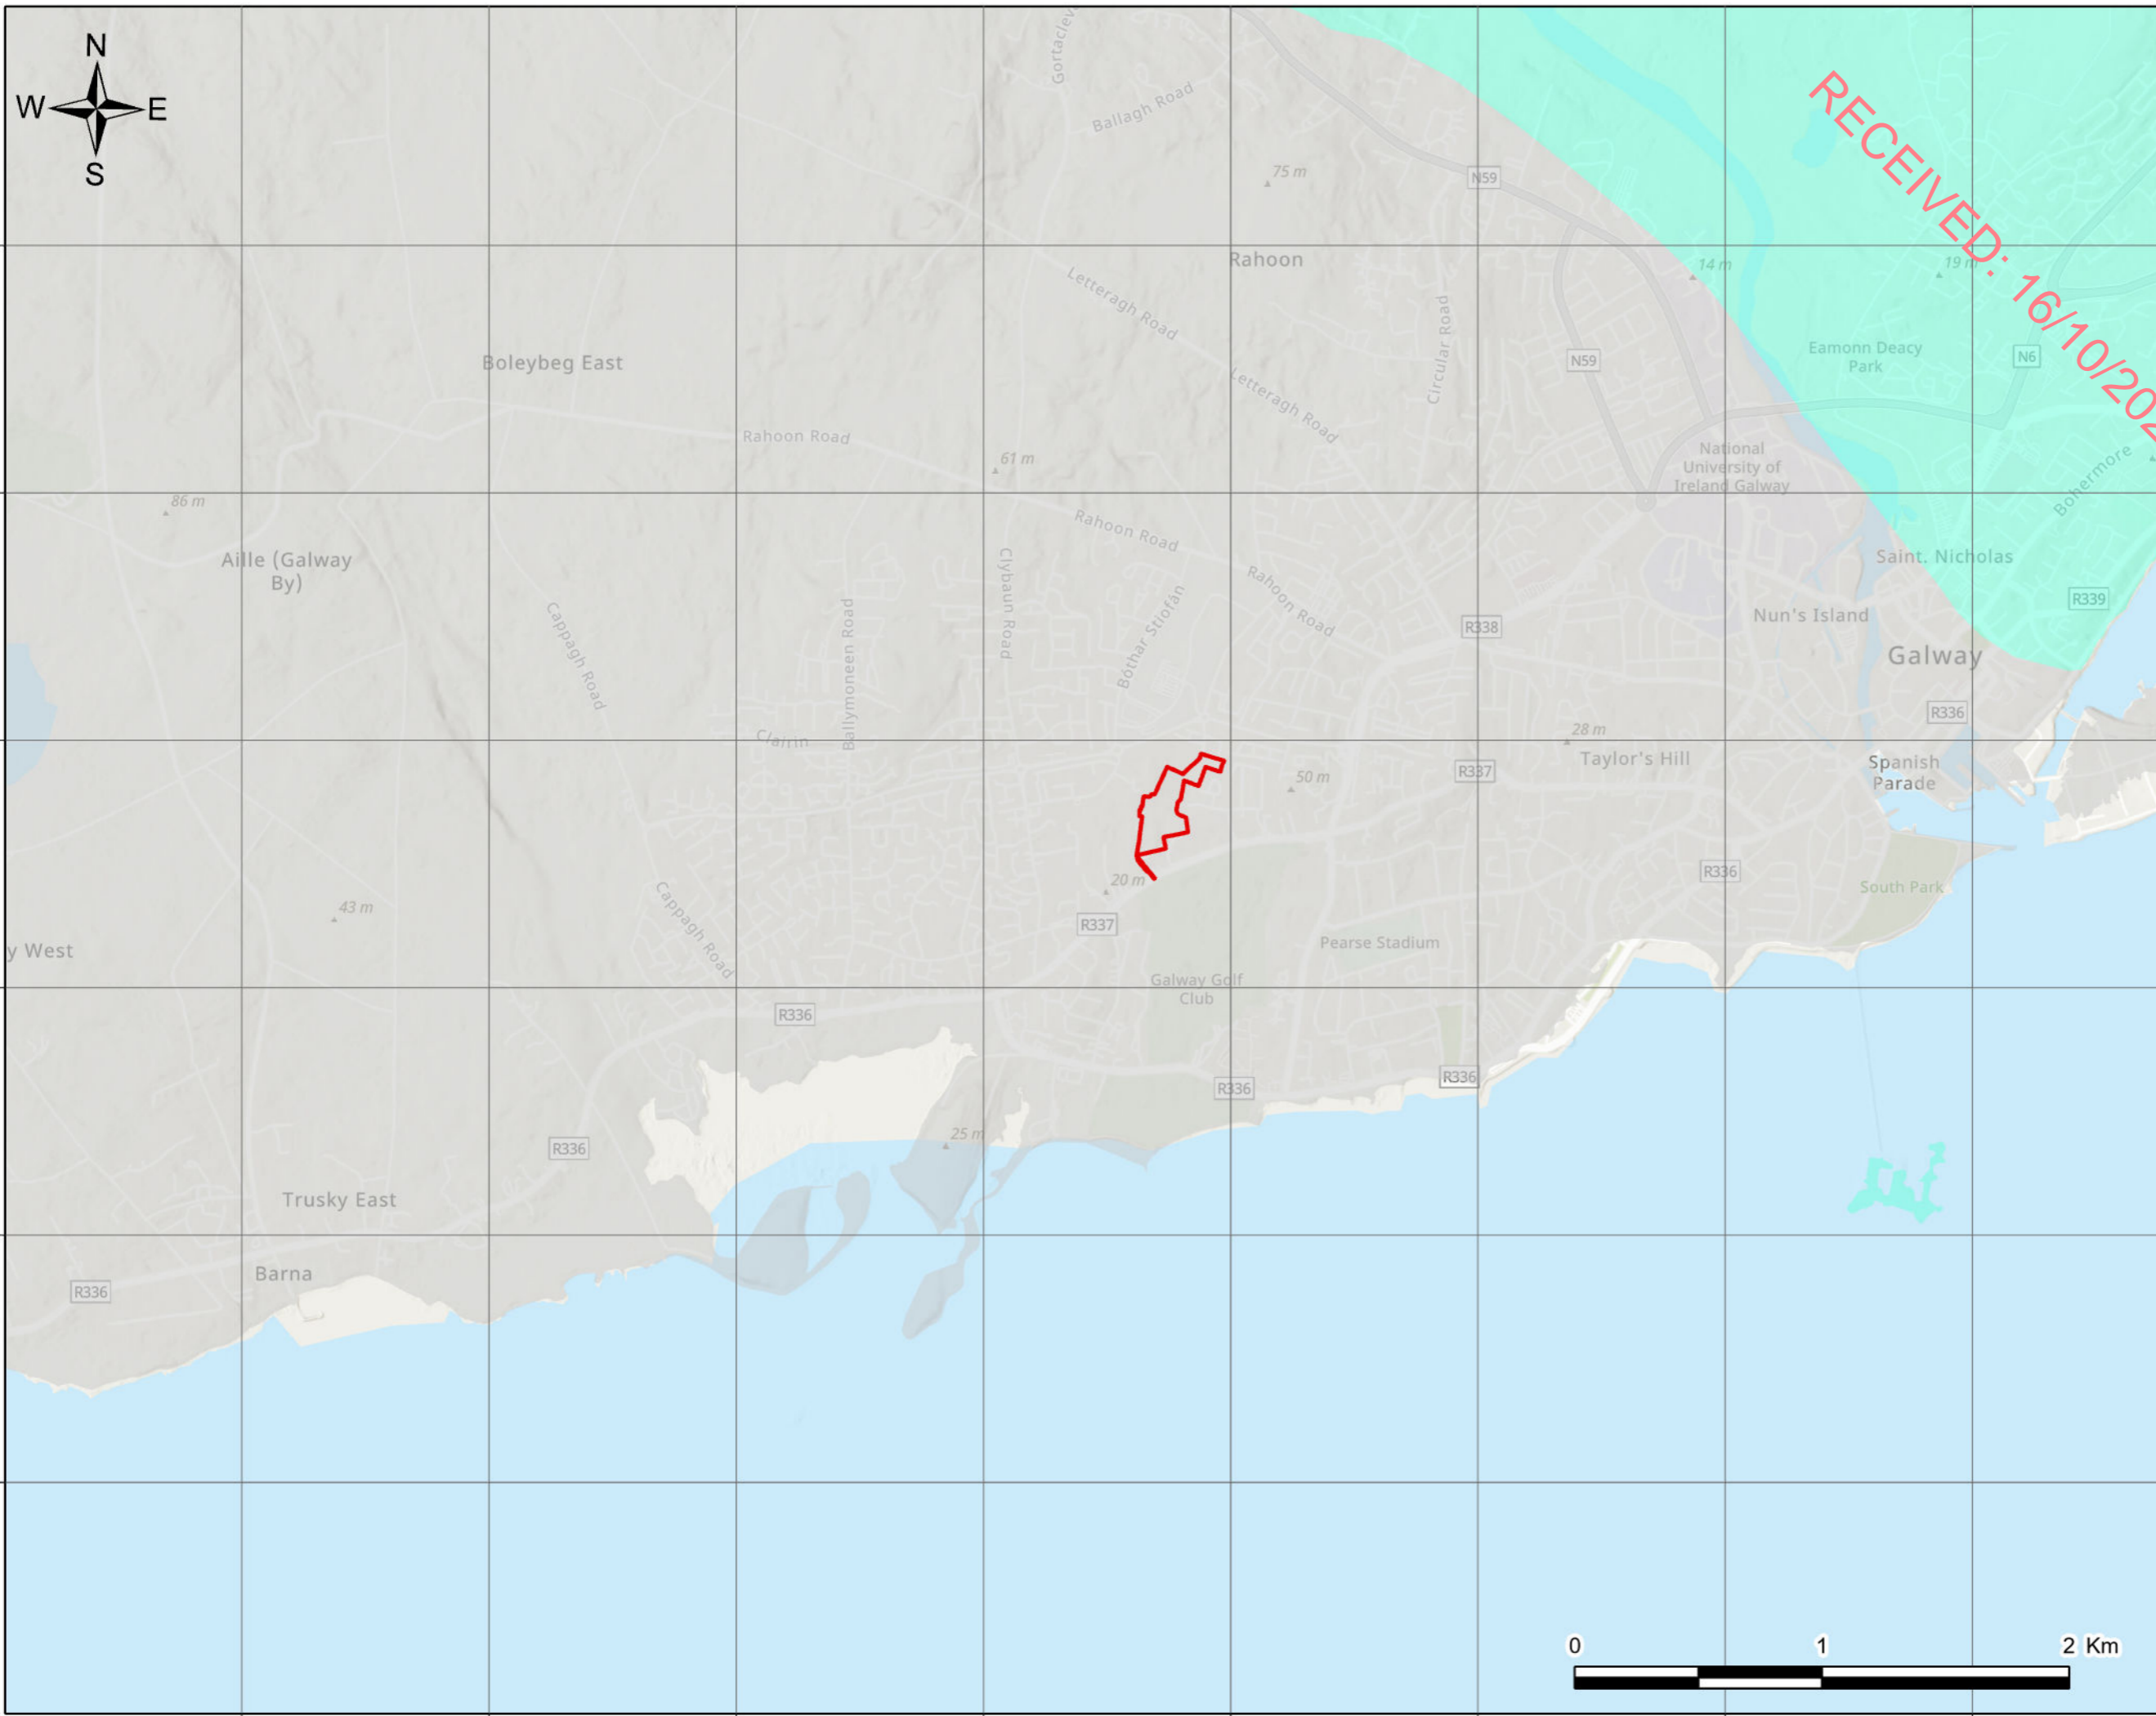 N
W
E
S
Gortaclev
Ballagh Road
75 m
N59
RECEIVED: 16/10/202
Rahoon
14 m
19 m
Letteragh Road
Circular Road
Eamonn Deacy
Park
N6
N59
Boleybeg East
Letteragh Road
Rahoon Road
61 m
National
University of
Ireland Galway
Bohermore
86 m
Rahoon Road
Aille (Galway
By)
Clybaun Road
Saint. Nicholas
Rahoon Road
Bóthar Stiofán
R339
Cappagh Road
Ballymoneen Road
R338
Nun's Island
Galway
R336
Clairin
28 m
Taylor's Hill
Spanish
Parade
50 m
R337
20 m
R336
South Park
43 m
Cappagh Road
R337
y West
Pearse Stadium
Galway Golf
Club
R336
R336
R336
25 m
R336
Trusky East
Barna
R336
0
1
2 Km